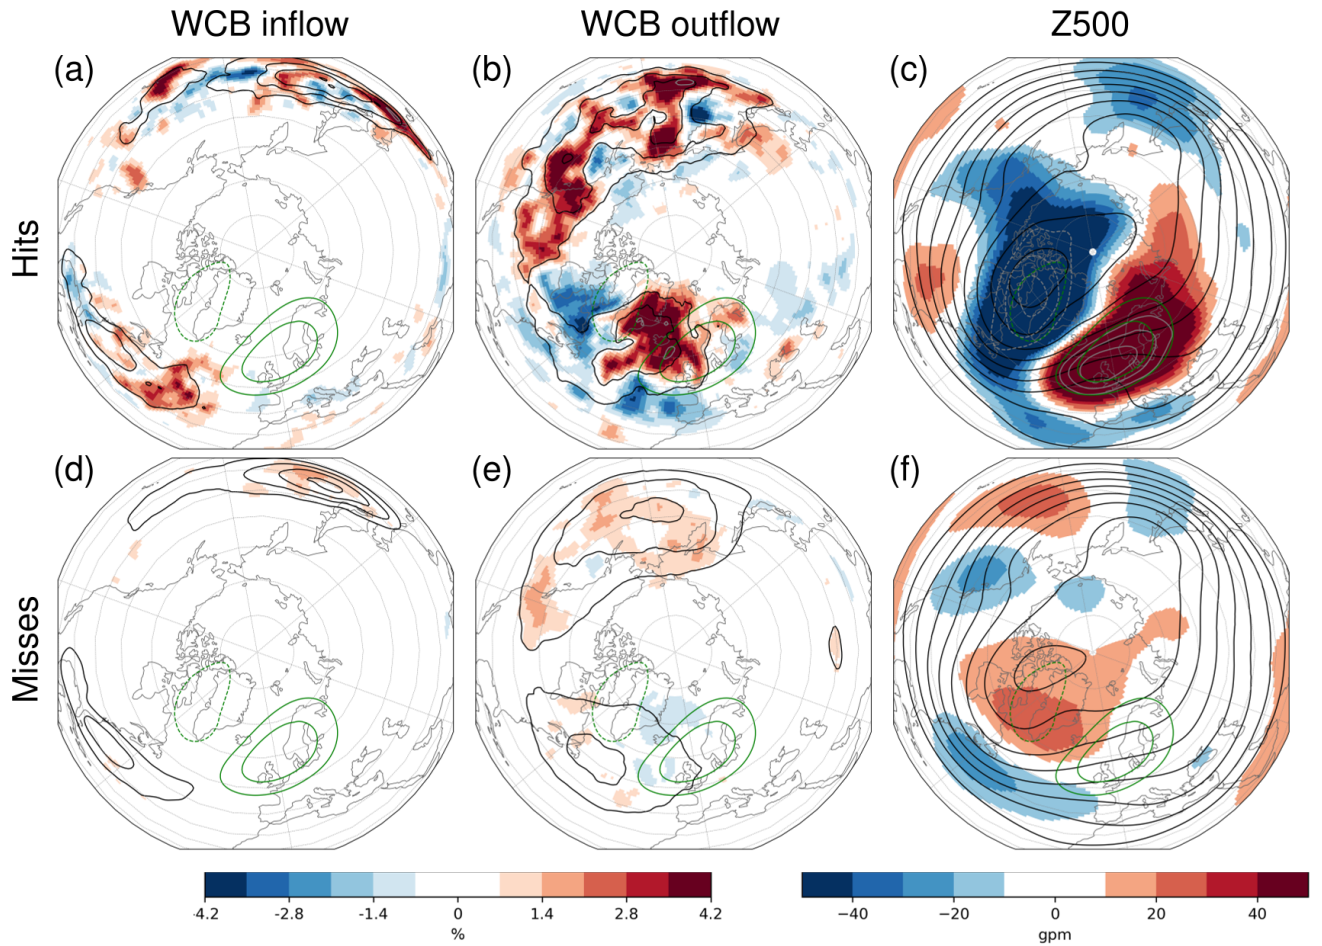 WCB inflow WCB outflow Z500
(a) (b) (c)
Hits
(d) (e) (f)
Misses
-4.2 -2.8 -1.4 0 1.4 2.8 4.2
%
−40 −20 0 20 40
gpm